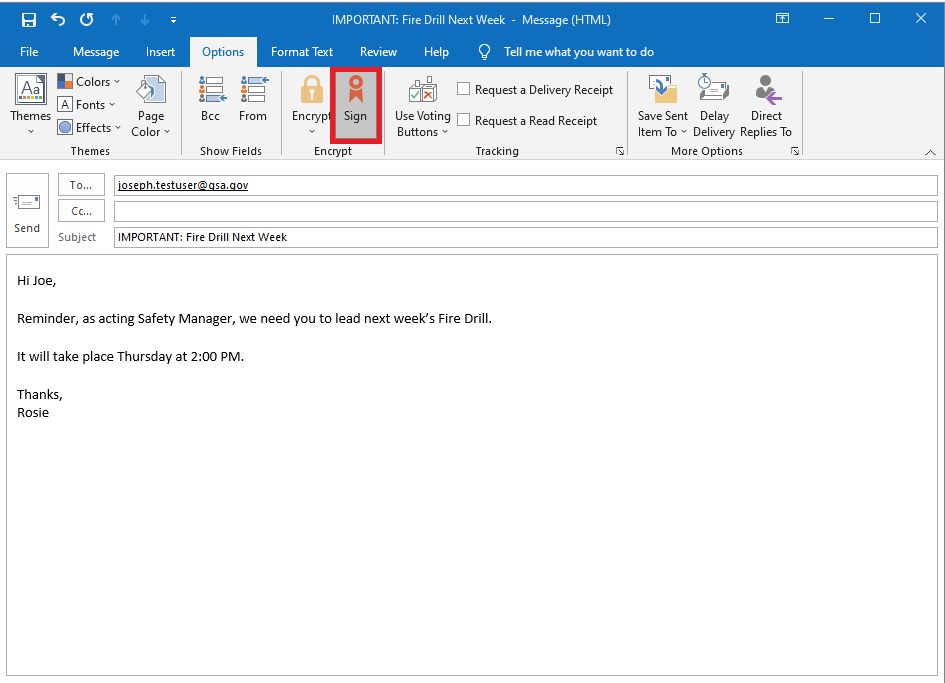 IMPORTANT: Fire Drill Next Week - Message (HTML)
File Message Insert Options Format Text Review Help Tell me what you want to do
Aa
Themes
Colors
A Fonts
Effects
Page
Color
Themes
Bcc
From
Show Fields
Encrypt
Sign
Encrypt
Use Voting
Buttons
Request a Delivery Receipt
Request a Read Receipt
Tracking
Save Sent
Item To
Delay
Delivery
Direct
Replies To
More Options
Send
To...
joseph.testuser@gsa.gov
Cc...
Subject
IMPORTANT: Fire Drill Next Week
Hi Joe,
Reminder, as acting Safety Manager, we need you to lead next week’s Fire Drill.
It will take place Thursday at 2:00 PM.
Thanks,
Rosie